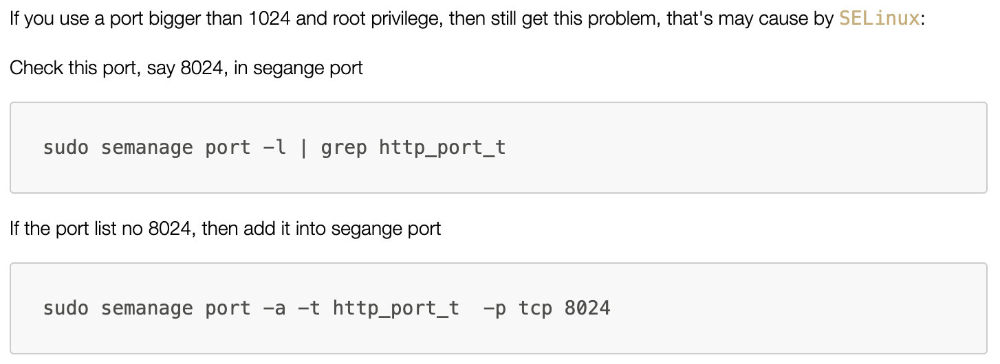 If you use a port bigger than 1024 and root privilege, then still get this problem, that's may cause by SELinux:
Check this port, say 8024, in segange port
sudo semanage port -l | grep http_port_t
If the port list no 8024, then add it into segange port
sudo semanage port -a -t http_port_t  -p tcp 8024